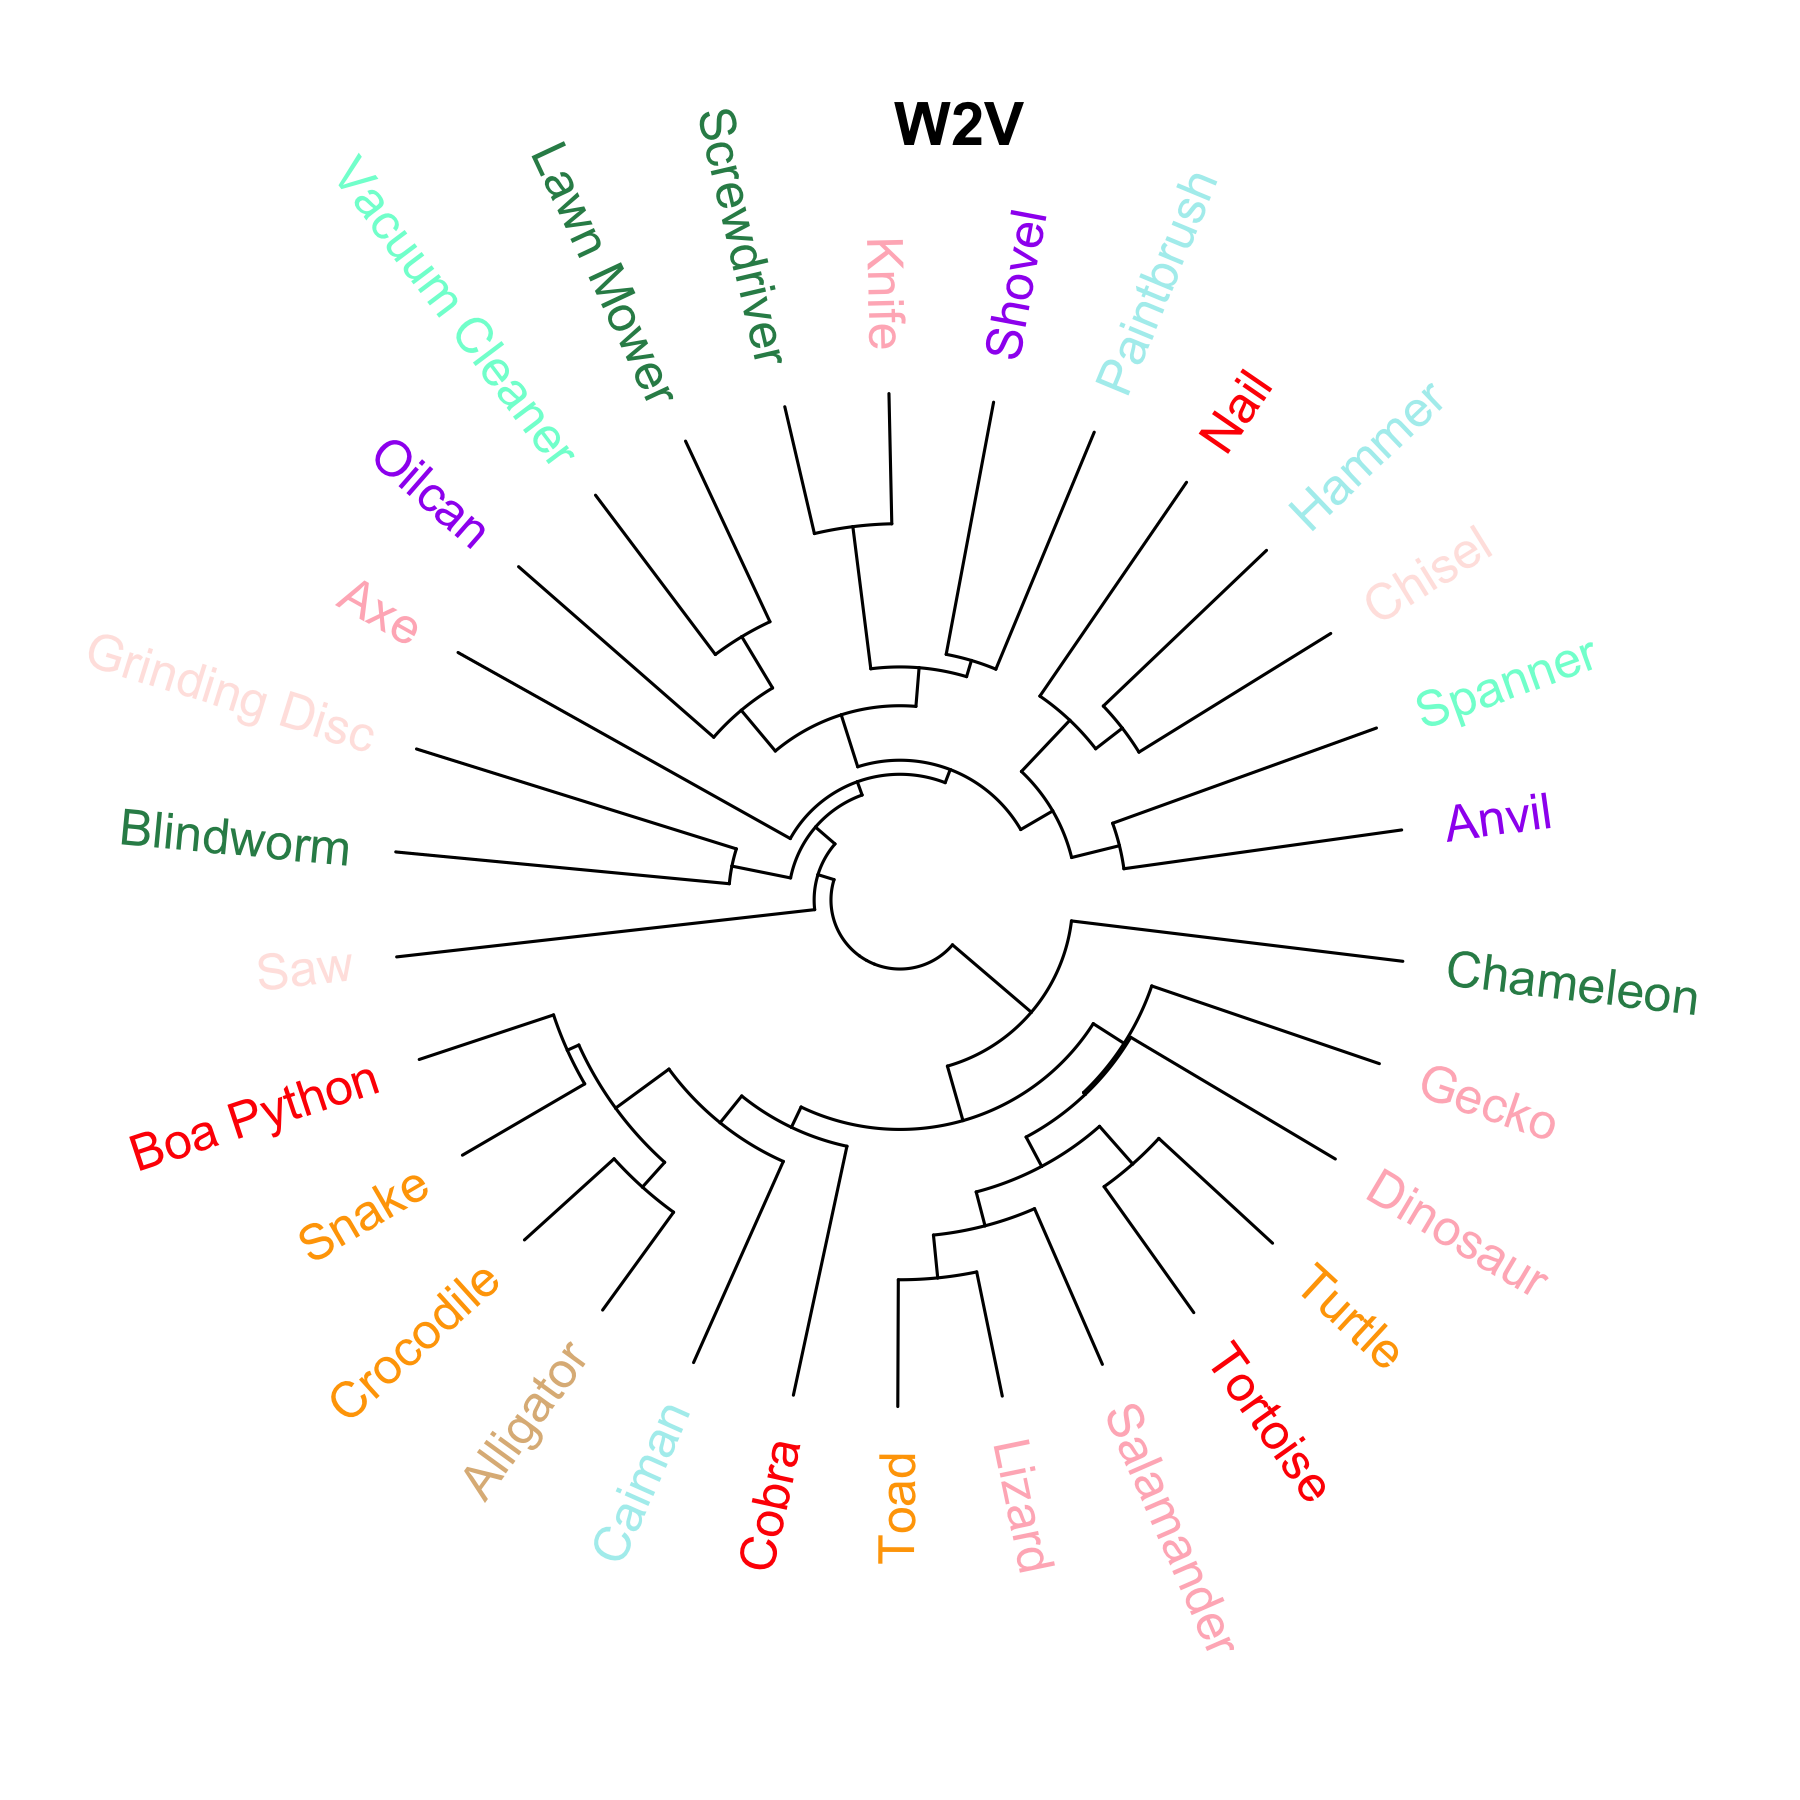 W2V
Screwdriver
Knife
Shovel
Paintbrush
Nail
Hammer
Chisel
Spanner
Anvil
Chameleon
Gecko
Dinosaur
Turtle
Tortoise
Salamander
Lizard
Toad
Cobra
Caiman
Alligator
Crocodile
Snake
Boa Python
Saw
Blindworm
Grinding Disc
Axe
Oilcan
Vacuum Cleaner
Lawn Mower